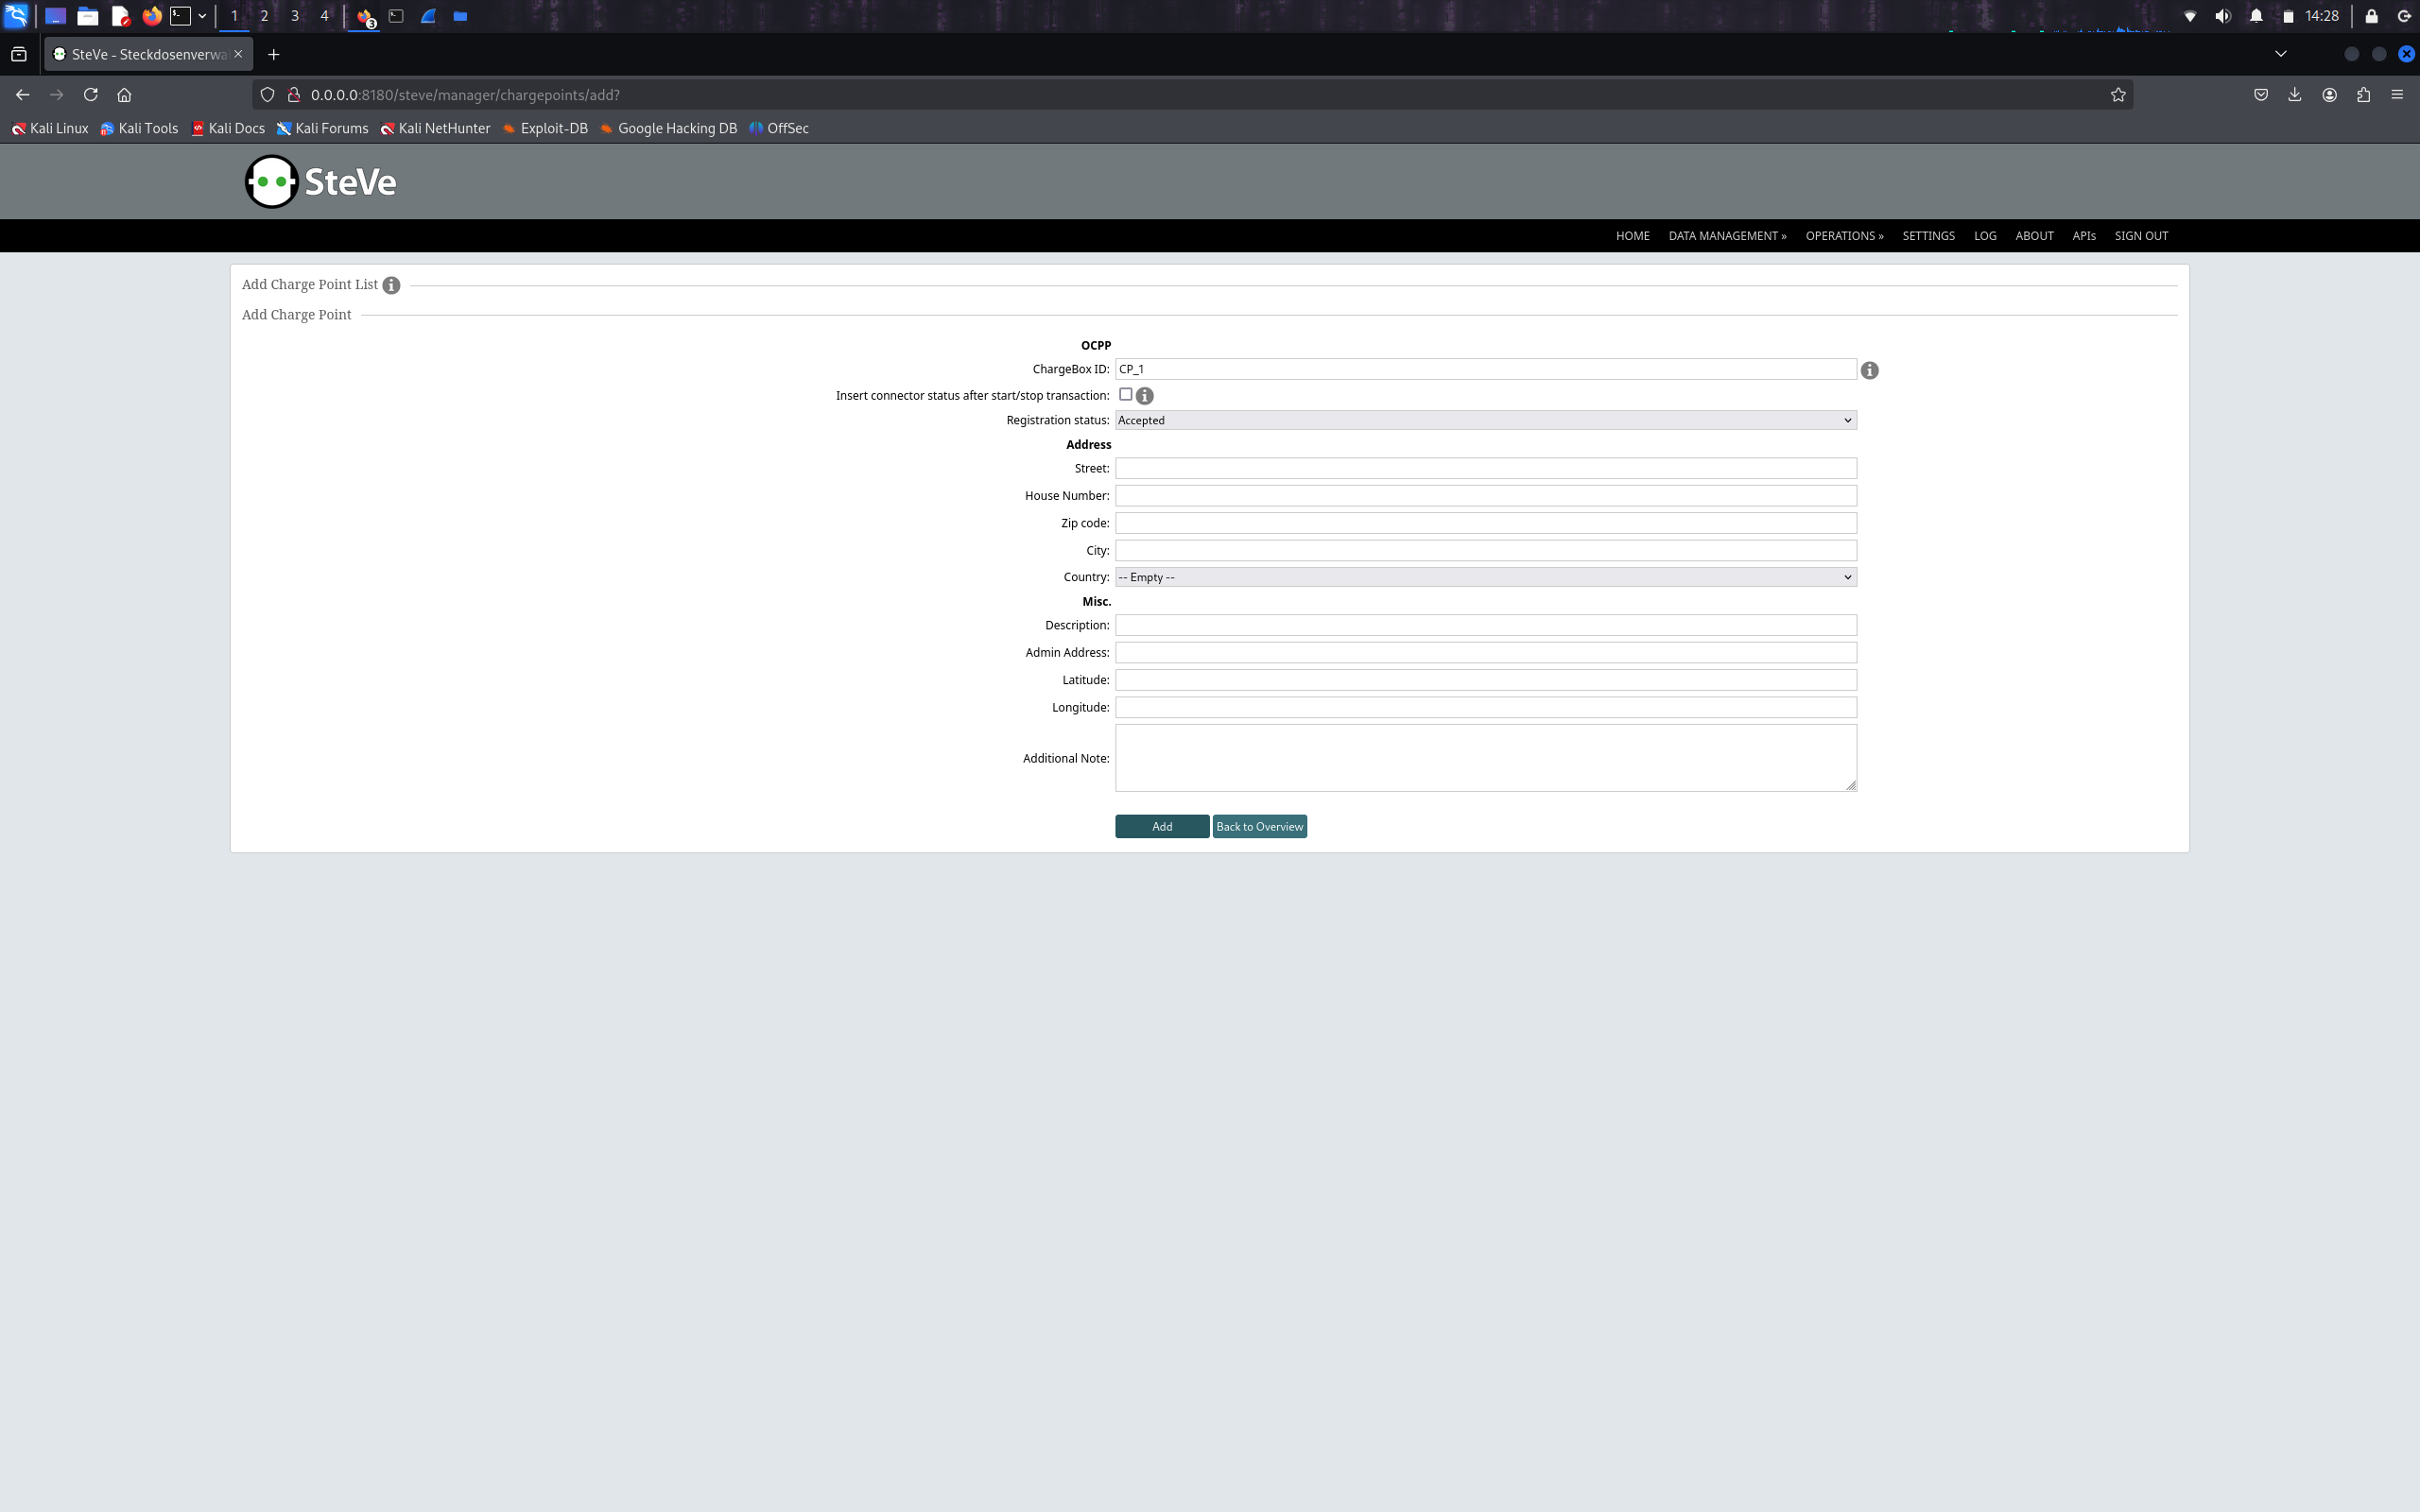 1 2 3 4 3 14:28
SteVe - Steckdosenverwa
0.0.0.0:8180/steve/manager/chargepoints/add?
Kali Linux Kali Tools Kali Docs Kali Forums Kali NetHunter Exploit-DB Google Hacking DB OffSec
SteVe
HOME DATA MANAGEMENT » OPERATIONS » SETTINGS LOG ABOUT APIs SIGN OUT
Add Charge Point List
Add Charge Point
OCPP
ChargeBox ID: CP_1
Insert connector status after start/stop transaction:
Registration status: Accepted
Address
Street:
House Number:
Zip code:
City:
Country: -- Empty --
Misc.
Description:
Admin Address:
Latitude:
Longitude:
Additional Note:
Add Back to Overview